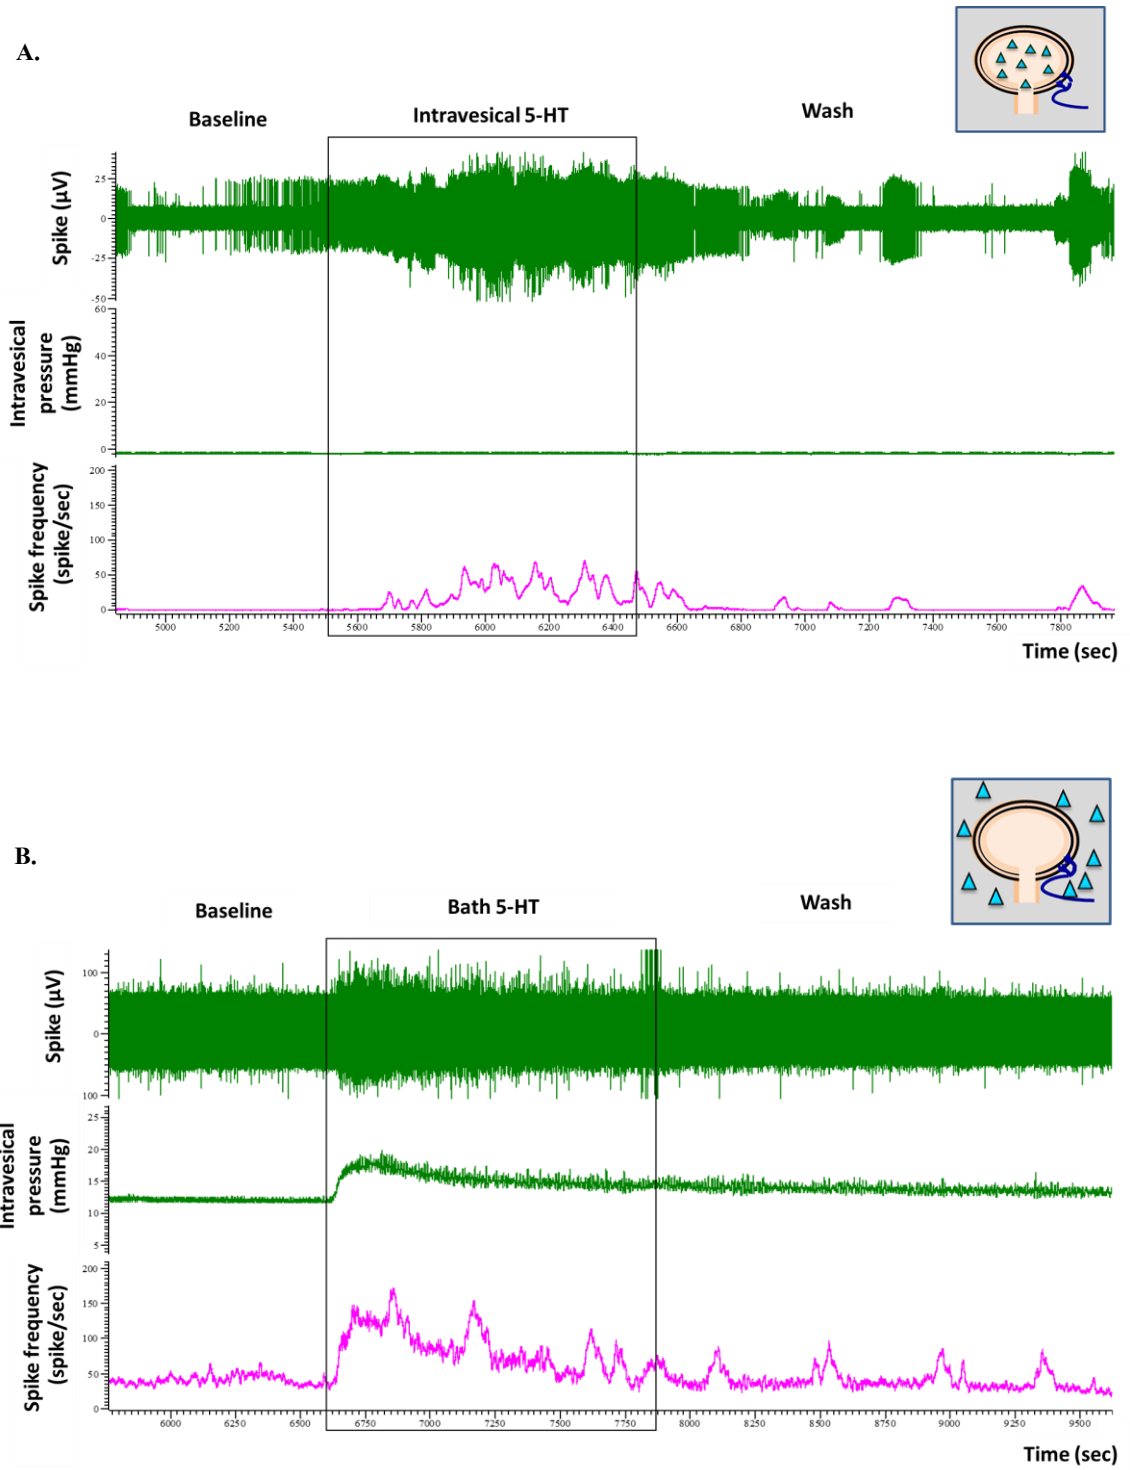 A.
Baseline
Intravesical 5-HT
Wash
Spike (µV)
25
0
-25
-50
Intravesical
pressure
(mmHg)
60
40
20
0
Spike frequency
(spike/sec)
200
150
100
50
0
5000 5200 5400 5600 5800 6000 6200 6400 6600 6800 7000 7200 7400 7600 7800
Time (sec)
B.
Baseline
Bath 5-HT
Wash
Spike (µV)
100
0
100
Intravesical
pressure
(mmHg)
25
20
15
10
5
Spike frequency
(spike/sec)
200
150
100
50
0
6000 6250 6500 6750 7000 7250 7500 7750 8000 8250 8500 8750 9000 9250 9500
Time (sec)